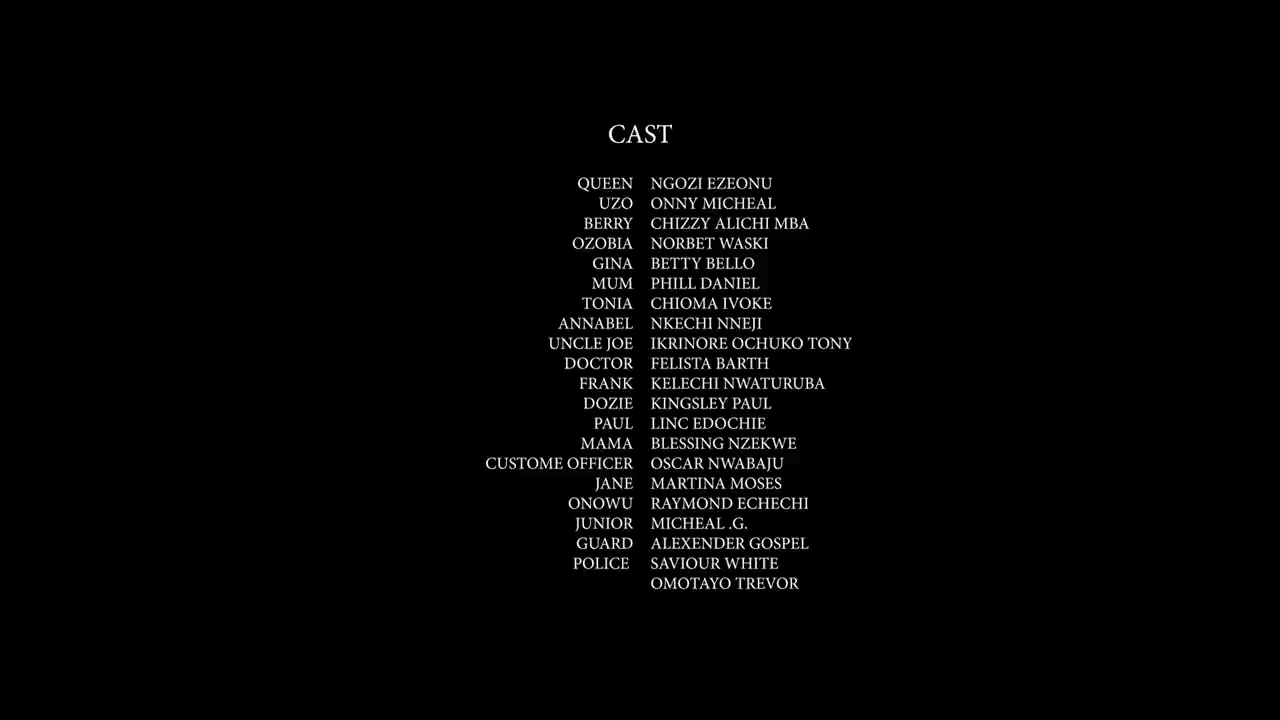 CAST
QUEEN NGOZI EZEONU
UZO ONNY MICHEAL
BERRY CHIZZY ALICHI MBA
OZOBIA NORBET WASKI
GINA BETTY BELLO
MUM PHILL DANIEL
TONIA CHIOMA IVOKE
ANNABEL NKECHI NNEJI
UNCLE JOE IKRINORE OCHUKO TONY
DOCTOR FELISTA BARTH
FRANK KELECHI NWATURUBA
DOZIE KINGSLEY PAUL
PAUL LINC EDOCHIE
MAMA BLESSING NZEKWE
CUSTOME OFFICER OSCAR NWABAJU
JANE MARTINA MOSES
ONOWU RAYMOND ECHECHI
JUNIOR MICHEAL .G.
GUARD ALEXENDER GOSPEL
POLICE SAVIOUR WHITE
OMOTAYO TREVOR